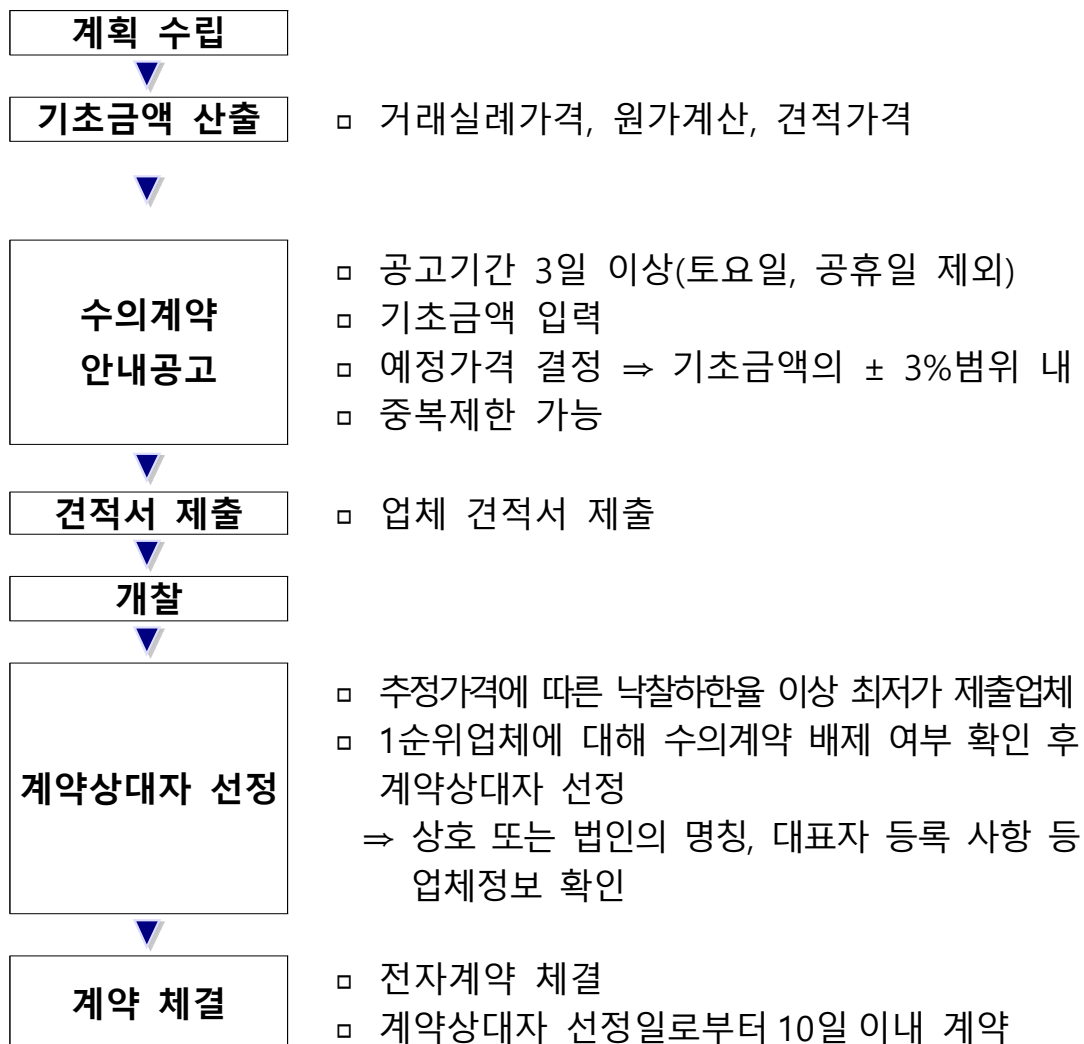 계획 수립
기초금액 산출
▫ 거래실례가격, 원가계산, 견적가격
수의계약
안내공고
▫ 공고기간 3일 이상(토요일, 공휴일 제외)
▫ 기초금액 입력
▫ 예정가격 결정 ⇒ 기초금액의 ± 3%범위 내
▫ 중복제한 가능
견적서 제출
▫ 업체 견적서 제출
개찰
계약상대자 선정
▫ 추정가격에 따른 낙찰하한율 이상 최저가 제출업체
▫ 1순위업체에 대해 수의계약 배제 여부 확인 후
계약상대자 선정
⇒ 상호 또는 법인의 명칭, 대표자 등록 사항 등
업체정보 확인
계약 체결
▫ 전자계약 체결
▫ 계약상대자 선정일로부터 10일 이내 계약